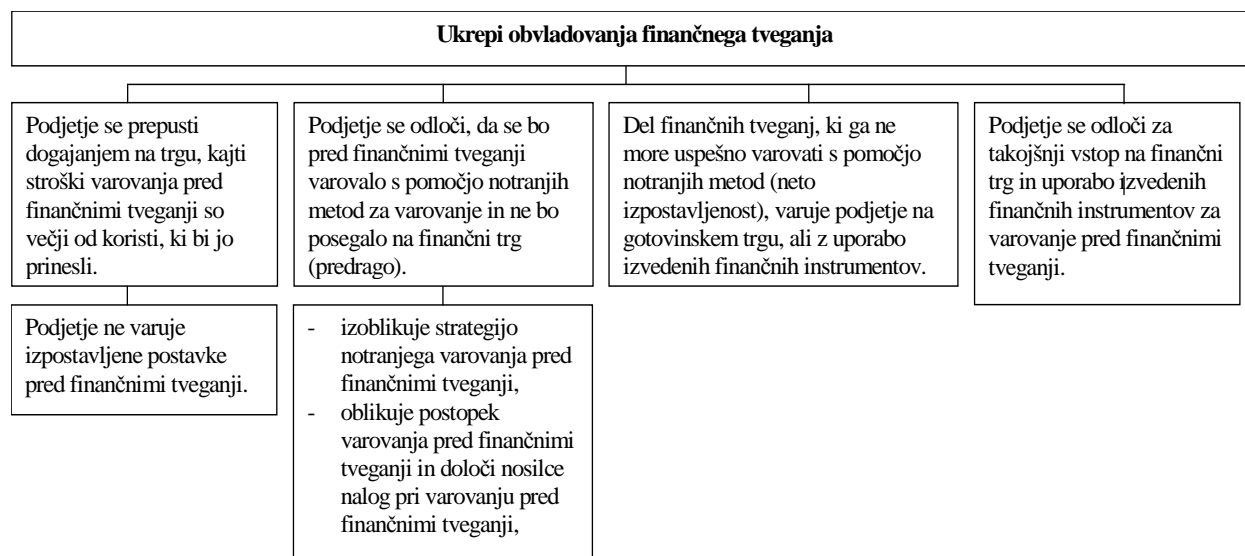 Ukrepi obvladovanja finančnega tveganja
Podjetje se prepusti
dogajanjem na trgu, kajti
stroški varovanja pred
finančnimi tveganji so
večji od koristi, ki bi jo
prinesli.
Podjetje se odloči, da se bo
pred finančnimi tveganji
varovalo s pomočjo notranjih
metod za varovanje in ne bo
posegalo na finančni trg
(predrago).
Del finančnih tveganj, ki ga ne
more uspešno varovati s pomočjo
notranjih metod (neto
izpostavljenost), varuje podjetje na
gotovinskem trgu, ali z uporabo
izvedenih finančnih instrumentov.
Podjetje se odloči za
takojšnji vstop na finančni
trg in uporabo izvedenih
finančnih instrumentov za
varovanje pred finančnimi
tveganji.
Podjetje ne varuje
izpostavljene postavke
pred finančnimi tveganji.
- izoblikuje strategijo
notranjega varovanja pred
finančnimi tveganji,
- oblikuje postopek
varovanja pred finančnimi
tveganji in določi nosilce
nalog pri varovanju pred
finančnimi tveganji,